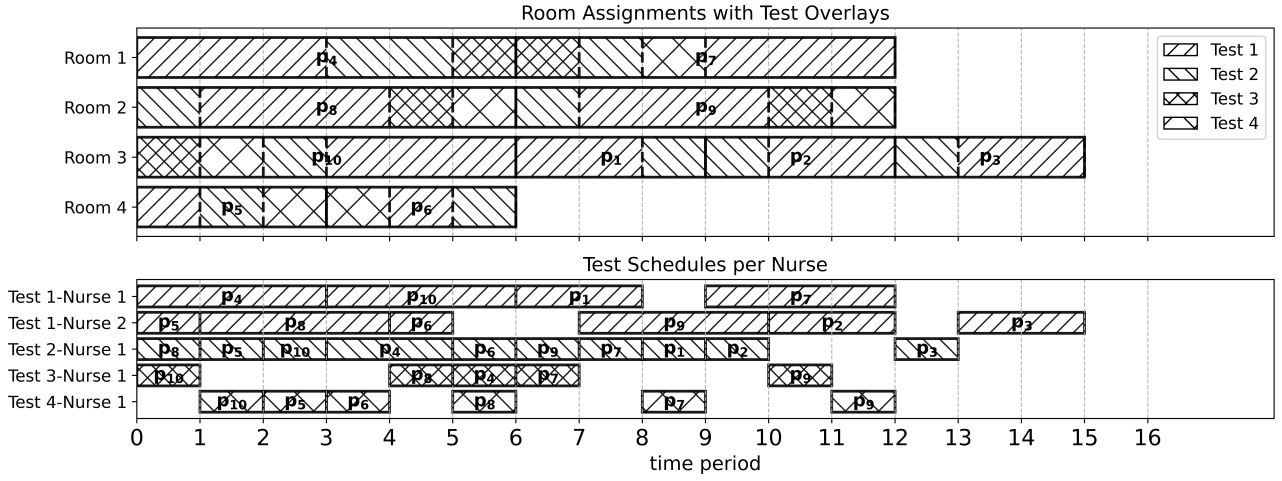 Room Assignments with Test Overlays
Room 1 p4 p7
Room 2 p8 p9
Room 3 p10 p1 p2 p3
Room 4 p5 p6
Test 1
Test 2
Test 3
Test 4
Test Schedules per Nurse
Test 1-Nurse 1 p4 p10 p1 p7
Test 1-Nurse 2 p5 p8 p6 p9 p2 p3
Test 2-Nurse 1 p8 p5 p10 p4 p6 p9 p7 p1 p2 p3
Test 3-Nurse 1 p10 p8 p4 p7 p9
Test 4-Nurse 1 p10 p5 p6 p8 p7 p9
0 1 2 3 4 5 6 7 8 9 10 11 12 13 14 15 16
time period